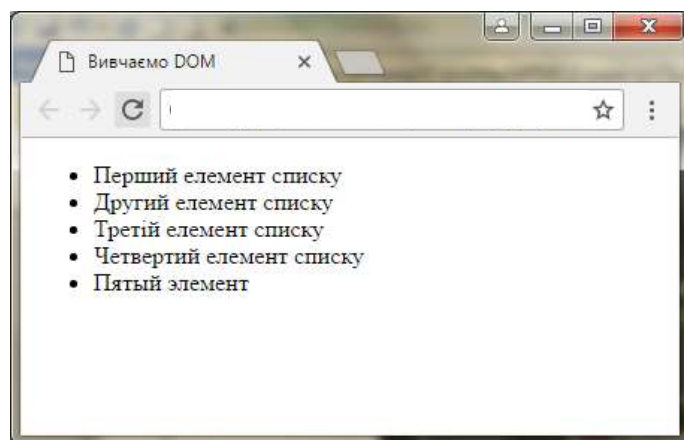 Вивчаємо DOM
Перший елемент списку
Другий елемент списку
Третій елемент списку
Четвертий елемент списку
Пятый элемент